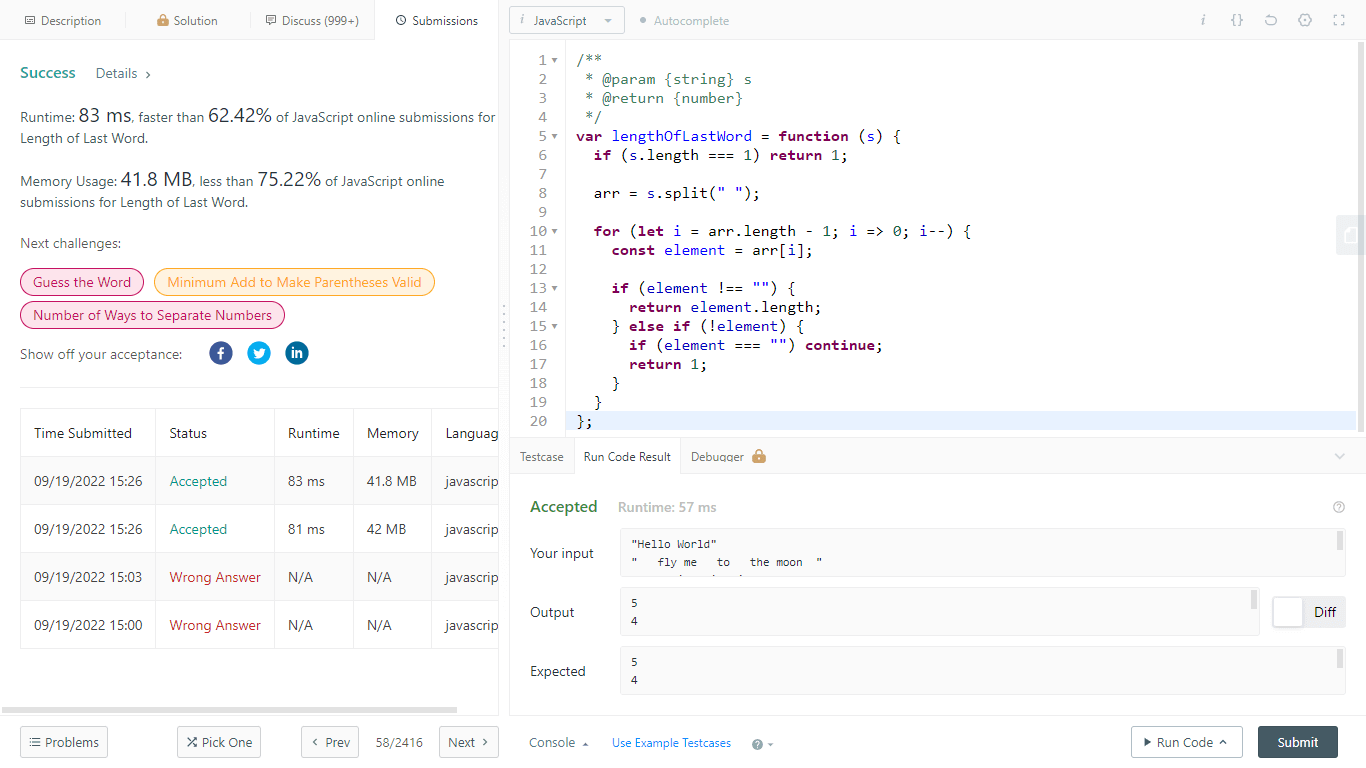 Description Solution Discuss (999+) Submissions
Success Details
Runtime: 83 ms, faster than 62.42% of JavaScript online submissions for
Length of Last Word.
Memory Usage: 41.8 MB, less than 75.22% of JavaScript online
submissions for Length of Last Word.
Next challenges:
Guess the Word Minimum Add to Make Parentheses Valid
Number of Ways to Separate Numbers
Show off your acceptance:
Time Submitted Status Runtime Memory Languag
09/19/2022 15:26 Accepted 83 ms 41.8 MB javascrip
09/19/2022 15:26 Accepted 81 ms 42 MB javascrip
09/19/2022 15:03 Wrong Answer N/A N/A javascrip
09/19/2022 15:00 Wrong Answer N/A N/A javascrip
Problems Pick One Prev 58/2416 Next
i JavaScript Autocomplete
1 /**
2 * @param {string} s
3 * @return {number}
4 */
5 var lengthOfLastWord = function (s) {
6 if (s.length === 1) return 1;
7
8 arr = s.split(" ");
9
10 for (let i = arr.length - 1; i => 0; i--) {
11 const element = arr[i];
12
13 if (element !== "") {
14 return element.length;
15 } else if (!element) {
16 if (element === "") continue;
17 return 1;
18 }
19 }
20 };
Testcase Run Code Result Debugger
Accepted Runtime: 57 ms
Your input
"Hello World"
"   fly me   to   the moon  "
Output
5
4
Diff
Expected
5
4
Console Use Example Testcases Run Code Submit